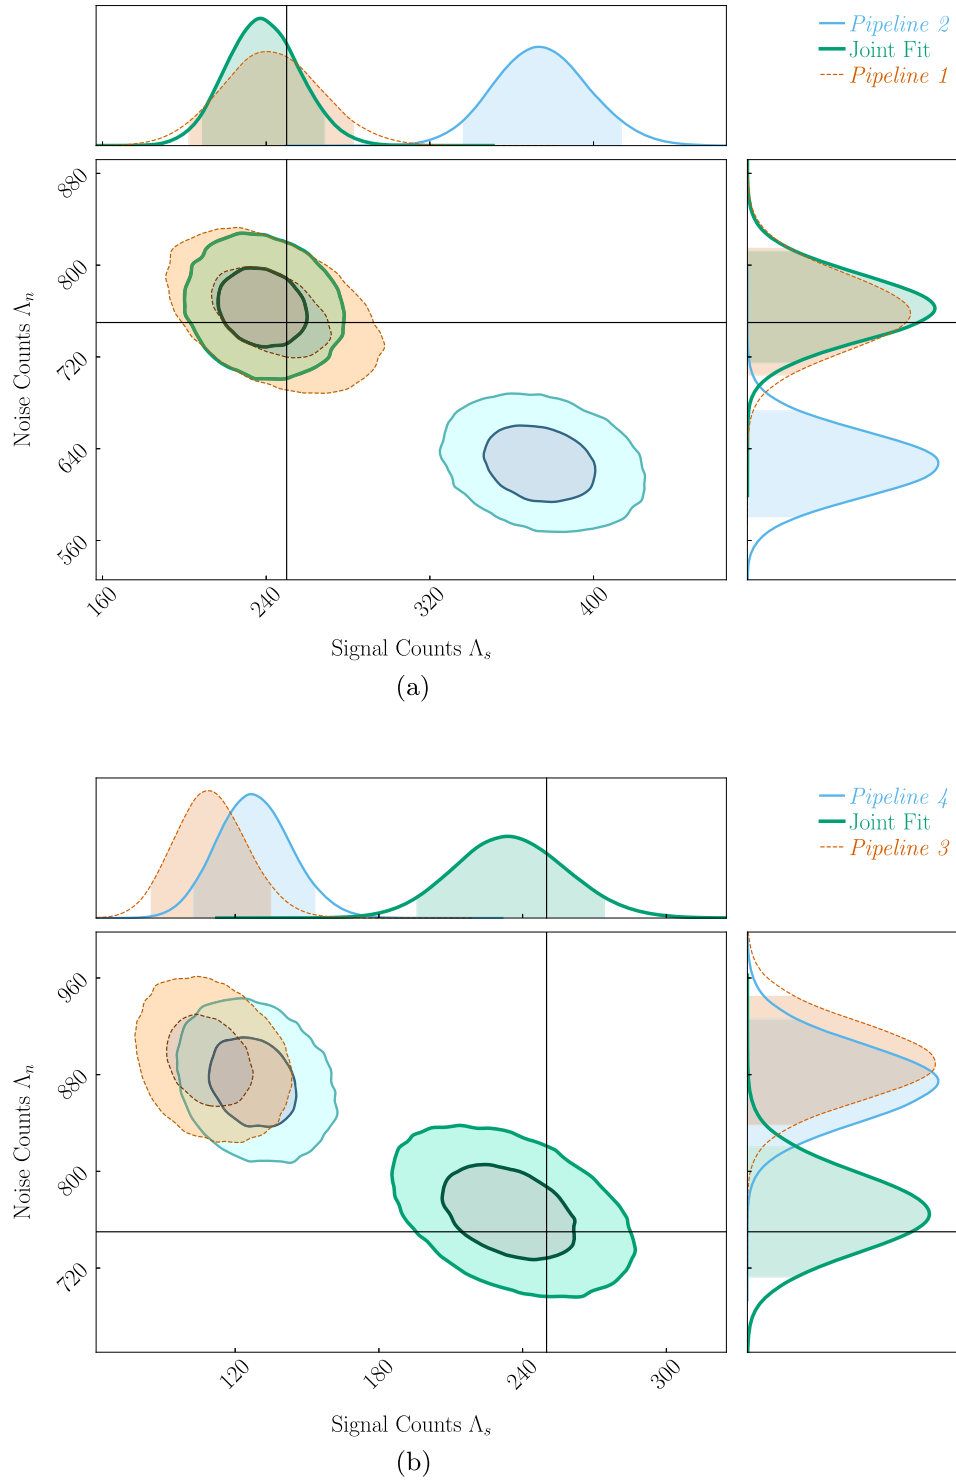 Pipeline 2
Joint Fit
Pipeline 1
880
800
720
640
560
Noise Counts Λn
160
240
320
400
Signal Counts Λs
(a)
Pipeline 4
Joint Fit
Pipeline 3
960
880
800
720
Noise Counts Λn
120
180
240
300
Signal Counts Λs
(b)